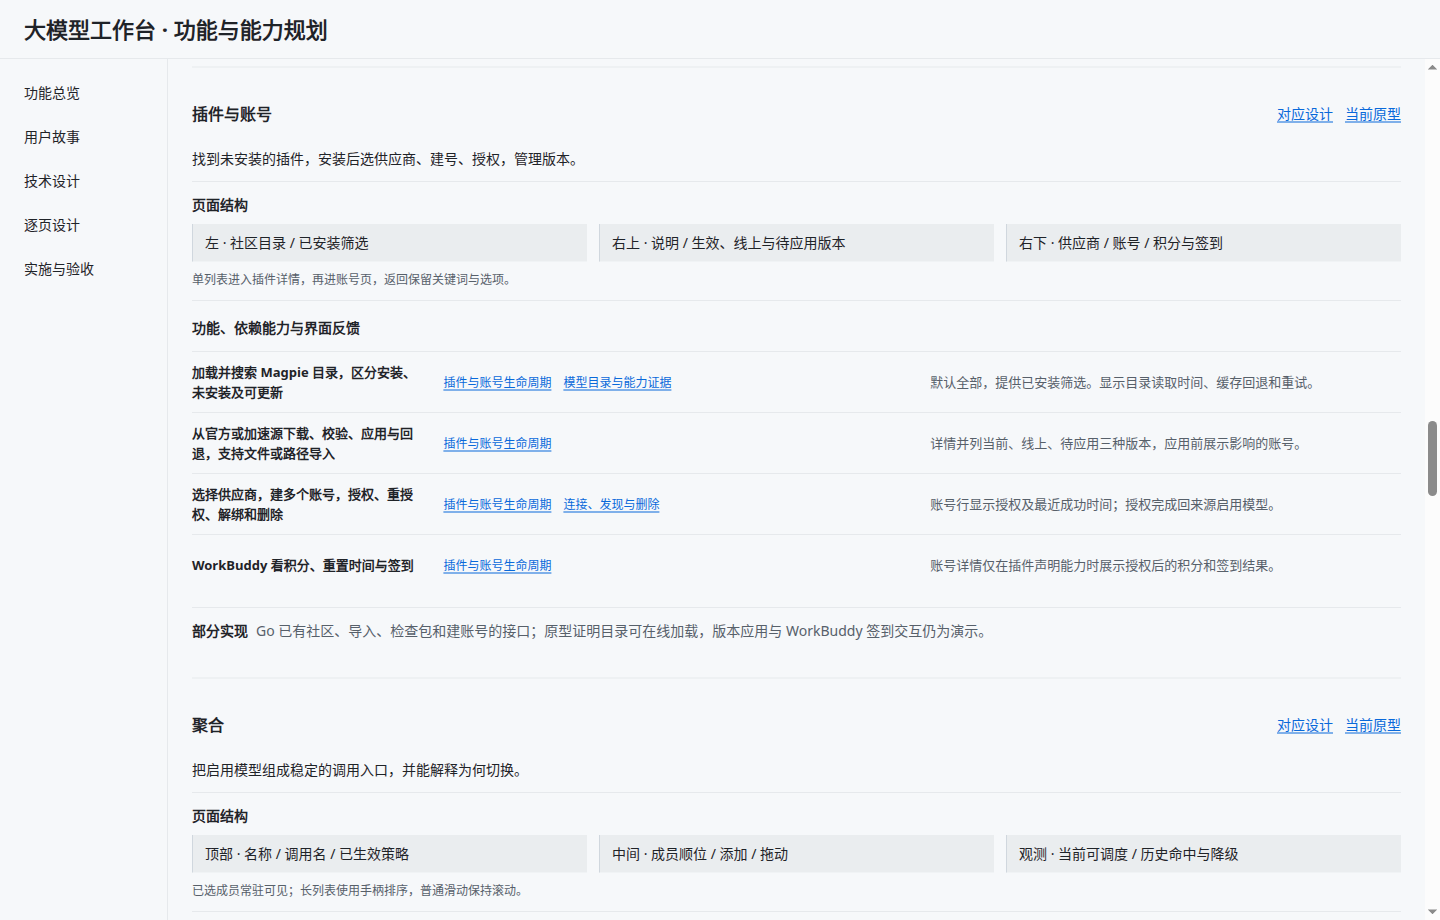 大模型工作台 · 功能与能力规划
功能总览
用户故事
技术设计
逐页设计
实施与验收
插件与账号
对应设计 当前原型
找到未安装的插件，安装后选供应商、建号、授权，管理版本。
页面结构
左 · 社区目录 / 已安装筛选
右上 · 说明 / 生效、线上与待应用版本
右下 · 供应商 / 账号 / 积分与签到
单列表进入插件详情，再进账号页，返回保留关键词与选项。
功能、依赖能力与界面反馈
加载并搜索 Magpie 目录，区分安装、
未安装及可更新
插件与账号生命周期 模型目录与能力证据
默认全部，提供已安装筛选。显示目录读取时间、缓存回退和重试。
从官方或加速源下载、校验、应用与回
退，支持文件或路径导入
插件与账号生命周期
详情并列当前、线上、待应用三种版本，应用前展示影响的账号。
选择供应商，建多个账号，授权、重授
权、解绑和删除
插件与账号生命周期 连接、发现与删除
账号行显示授权及最近成功时间；授权完成回来源启用模型。
WorkBuddy 看积分、重置时间与签到
插件与账号生命周期
账号详情仅在插件声明能力时展示授权后的积分和签到结果。
部分实现 Go 已有社区、导入、检查包和建账号的接口；原型证明目录可在线加载，版本应用与 WorkBuddy 签到交互仍为演示。
聚合
对应设计 当前原型
把启用模型组成稳定的调用入口，并能解释为何切换。
页面结构
顶部 · 名称 / 调用名 / 已生效策略
中间 · 成员顺位 / 添加 / 拖动
观测 · 当前可调度 / 历史命中与降级
已选成员常驻可见；长列表使用手柄排序，普通滑动保持滚动。